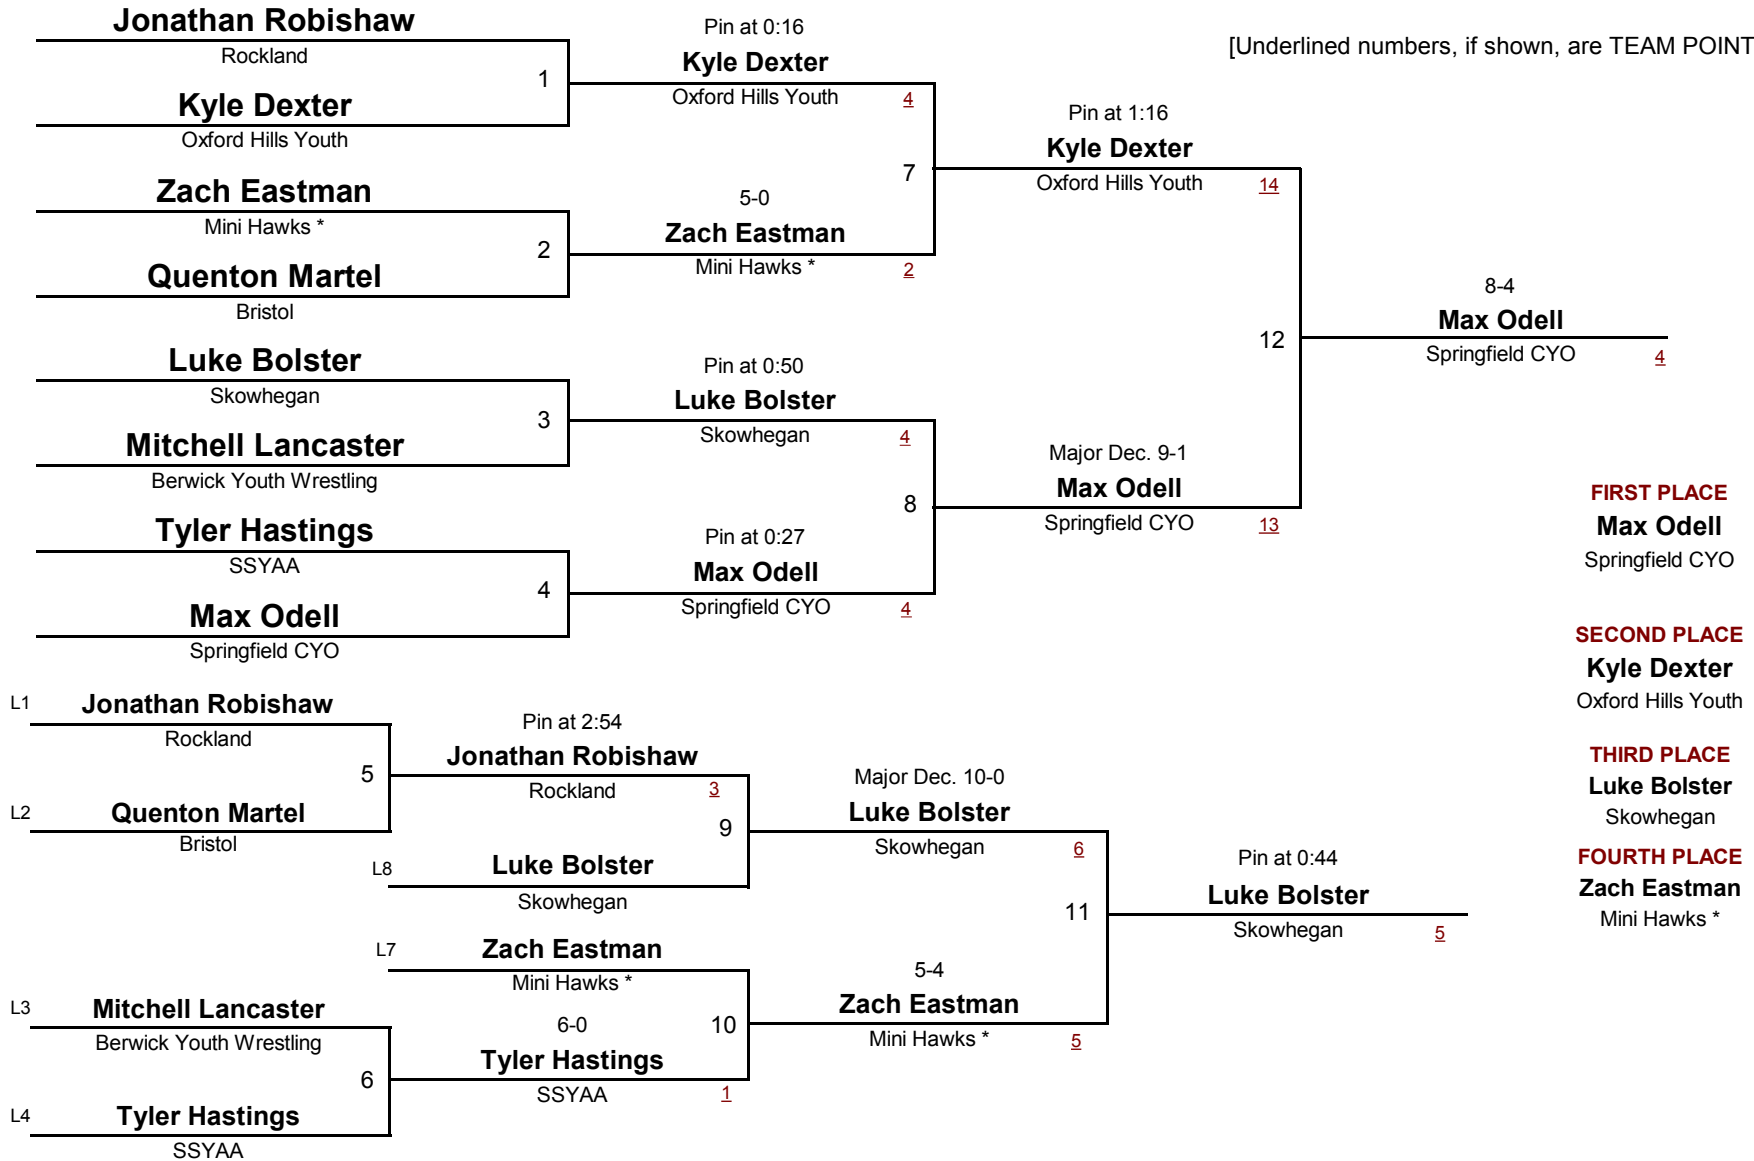 Jonathan Robishaw
Rockland
1
Kyle Dexter
Oxford Hills Youth
Zach Eastman
Mini Hawks *
2
Quenton Martel
Bristol
Luke Bolster
Skowhegan
3
Mitchell Lancaster
Berwick Youth Wrestling
Tyler Hastings
SSYAA
4
Max Odell
Springfield CYO
Pin at 0:16
Kyle Dexter
Oxford Hills Youth 4
7
5-0
Zach Eastman
Mini Hawks * 2
Pin at 0:50
Luke Bolster
Skowhegan 4
8
Pin at 0:27
Max Odell
Springfield CYO 4
[Underlined numbers, if shown, are TEAM POINT
Pin at 1:16
Kyle Dexter
Oxford Hills Youth 14
12
Major Dec. 9-1
Max Odell
Springfield CYO 13
8-4
Max Odell
Springfield CYO 4
FIRST PLACE
Max Odell
Springfield CYO
SECOND PLACE
Kyle Dexter
Oxford Hills Youth
THIRD PLACE
Luke Bolster
Skowhegan
FOURTH PLACE
Zach Eastman
Mini Hawks *
L1 Jonathan Robishaw
Rockland
5
L2 Quenton Martel
Bristol
L3 Mitchell Lancaster
Berwick Youth Wrestling
6
L4 Tyler Hastings
SSYAA
Pin at 2:54
Jonathan Robishaw
Rockland 3
9
L8 Luke Bolster
Skowhegan
L7 Zach Eastman
Mini Hawks *
6-0 10
Tyler Hastings
SSYAA 1
Major Dec. 10-0
Luke Bolster
Skowhegan 6
11
5-4
Zach Eastman
Mini Hawks * 5
Pin at 0:44
Luke Bolster
Skowhegan 5